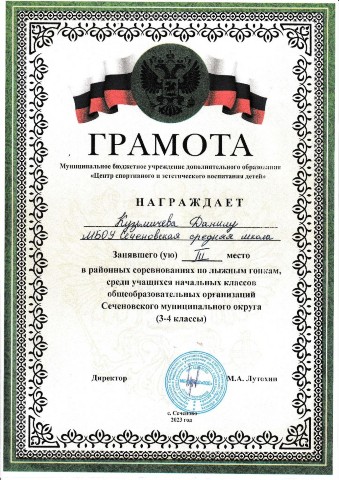 ГРАМОТА
Муниципальное бюджетное учреждение дополнительного образования
«Центр спортивного и эстетического воспитания детей»
НАГРАЖДАЕТ
Кузьмичева Данилу
МБОУ Сеченовская средняя школа
Занявшего (ую) III место
в районных соревнованиях по лыжным гонкам,
среди учащихся начальных классов
общеобразовательных организаций
Сеченовского муниципального округа
(3-4 классы)
Директор М.А. Лутохин
с. Сеченово
2023 год